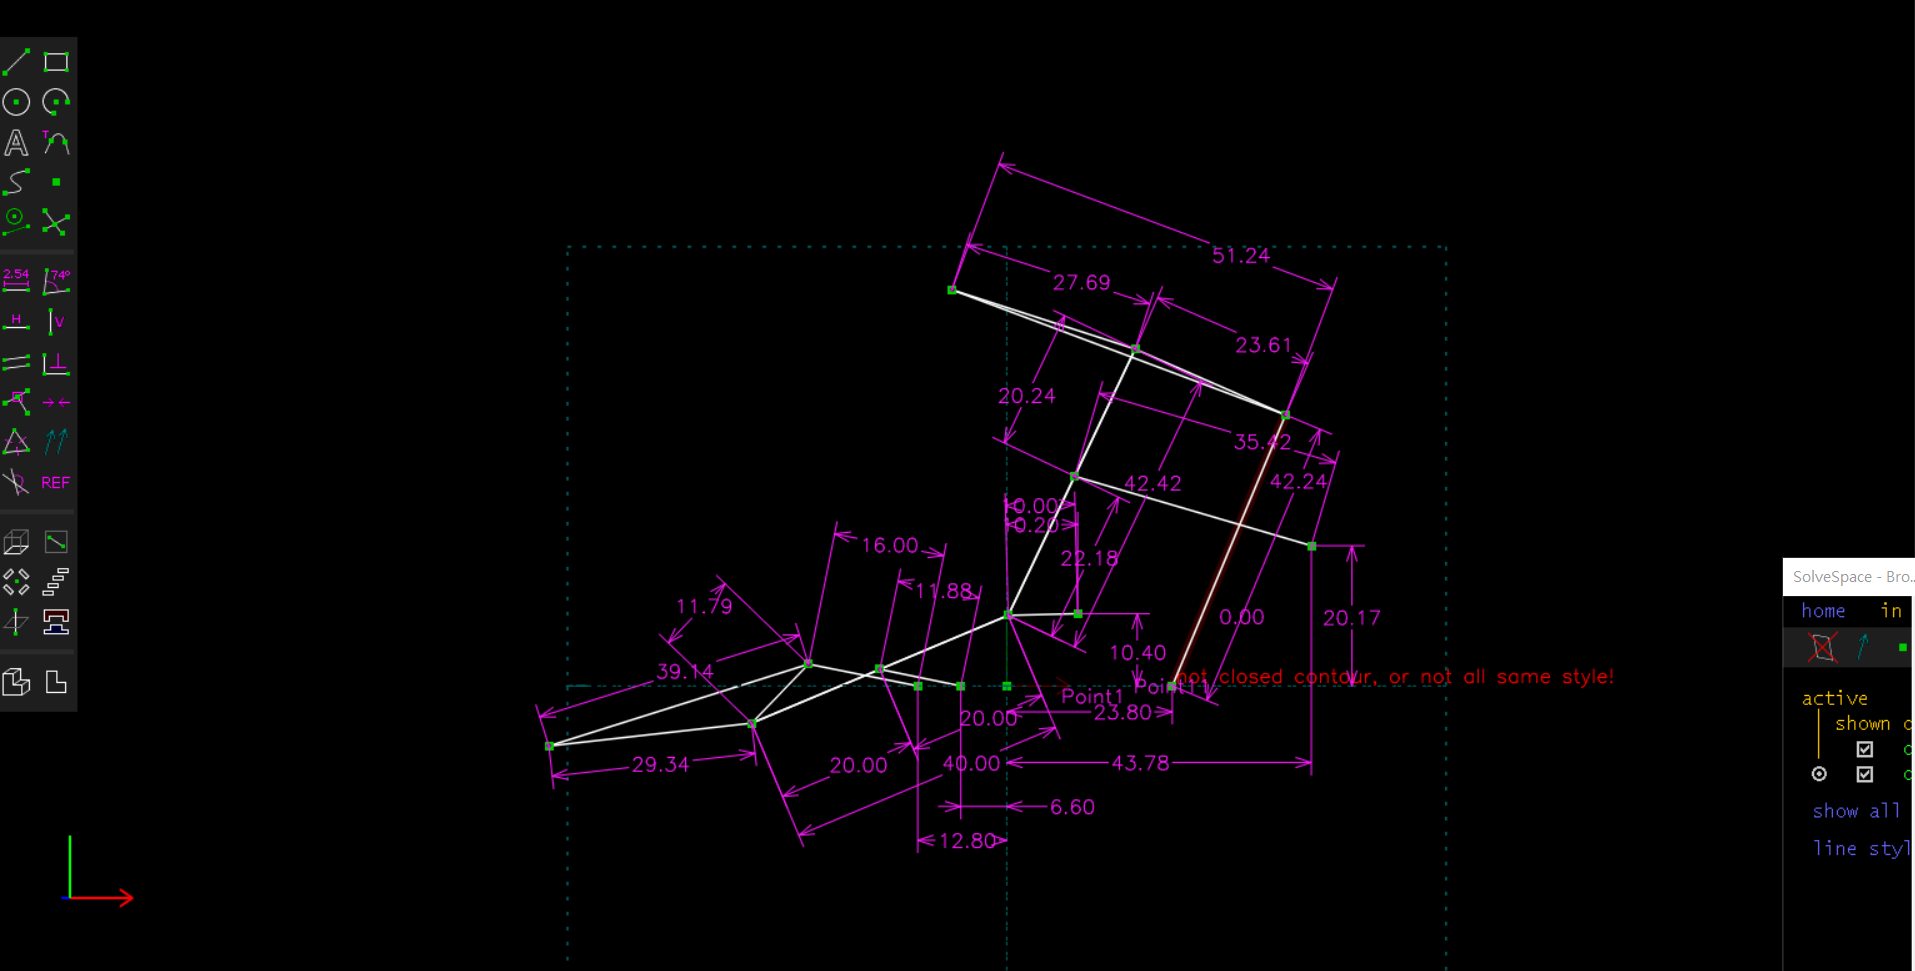 51.24
27.69
23.61
20.24
35.42
42.42
42.24
10.00
10.20
16.00
22.18
11.88
11.79
0.00
20.17
39.14
10.40
not closed contour, or not all same style!
Point1
Point11
20.00
23.80
29.34
20.00
40.00
43.78
6.60
12.80
A
T
2.54
74°
H
V
REF
SolveSpace - Bro...
home in
active
shown
show all
line styl